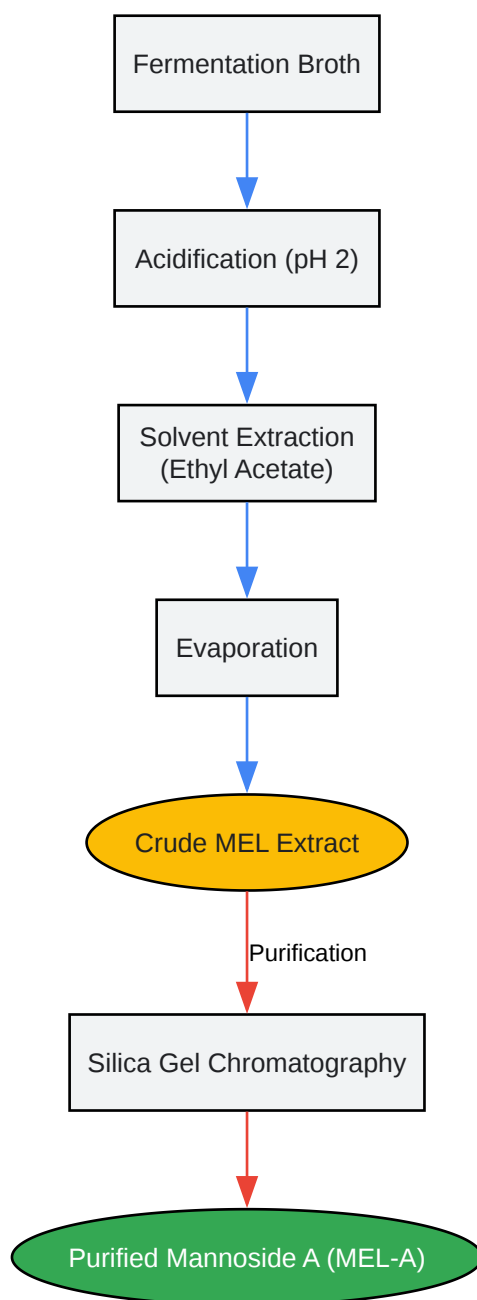 Fermentation Broth
Acidification (pH 2)
Solvent Extraction
(Ethyl Acetate)
Evaporation
Crude MEL Extract
Purification
Silica Gel Chromatography
Purified Mannoside A (MEL-A)